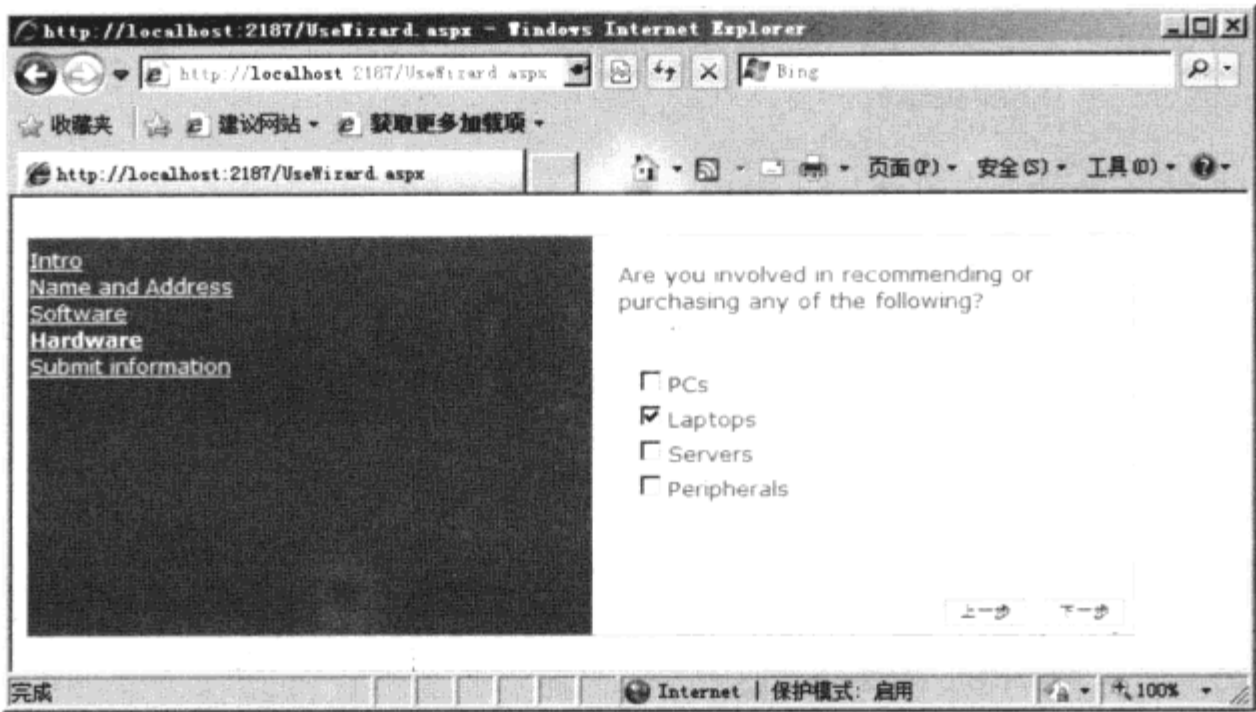 http://localhost:2187/UseWizard.aspx - Windows Internet Explorer
http://localhost:2187/UseWizard.aspx Bing
收藏夹 建议网站 获取更多加载项
http://localhost:2187/UseWizard.aspx 页面(P) 安全(S) 工具(O)
Intro
Name and Address
Software
Hardware
Submit information
Are you involved in recommending or
purchasing any of the following?
PCs
Laptops
Servers
Peripherals
上一步 下一步
完成 Internet | 保护模式: 启用 100%